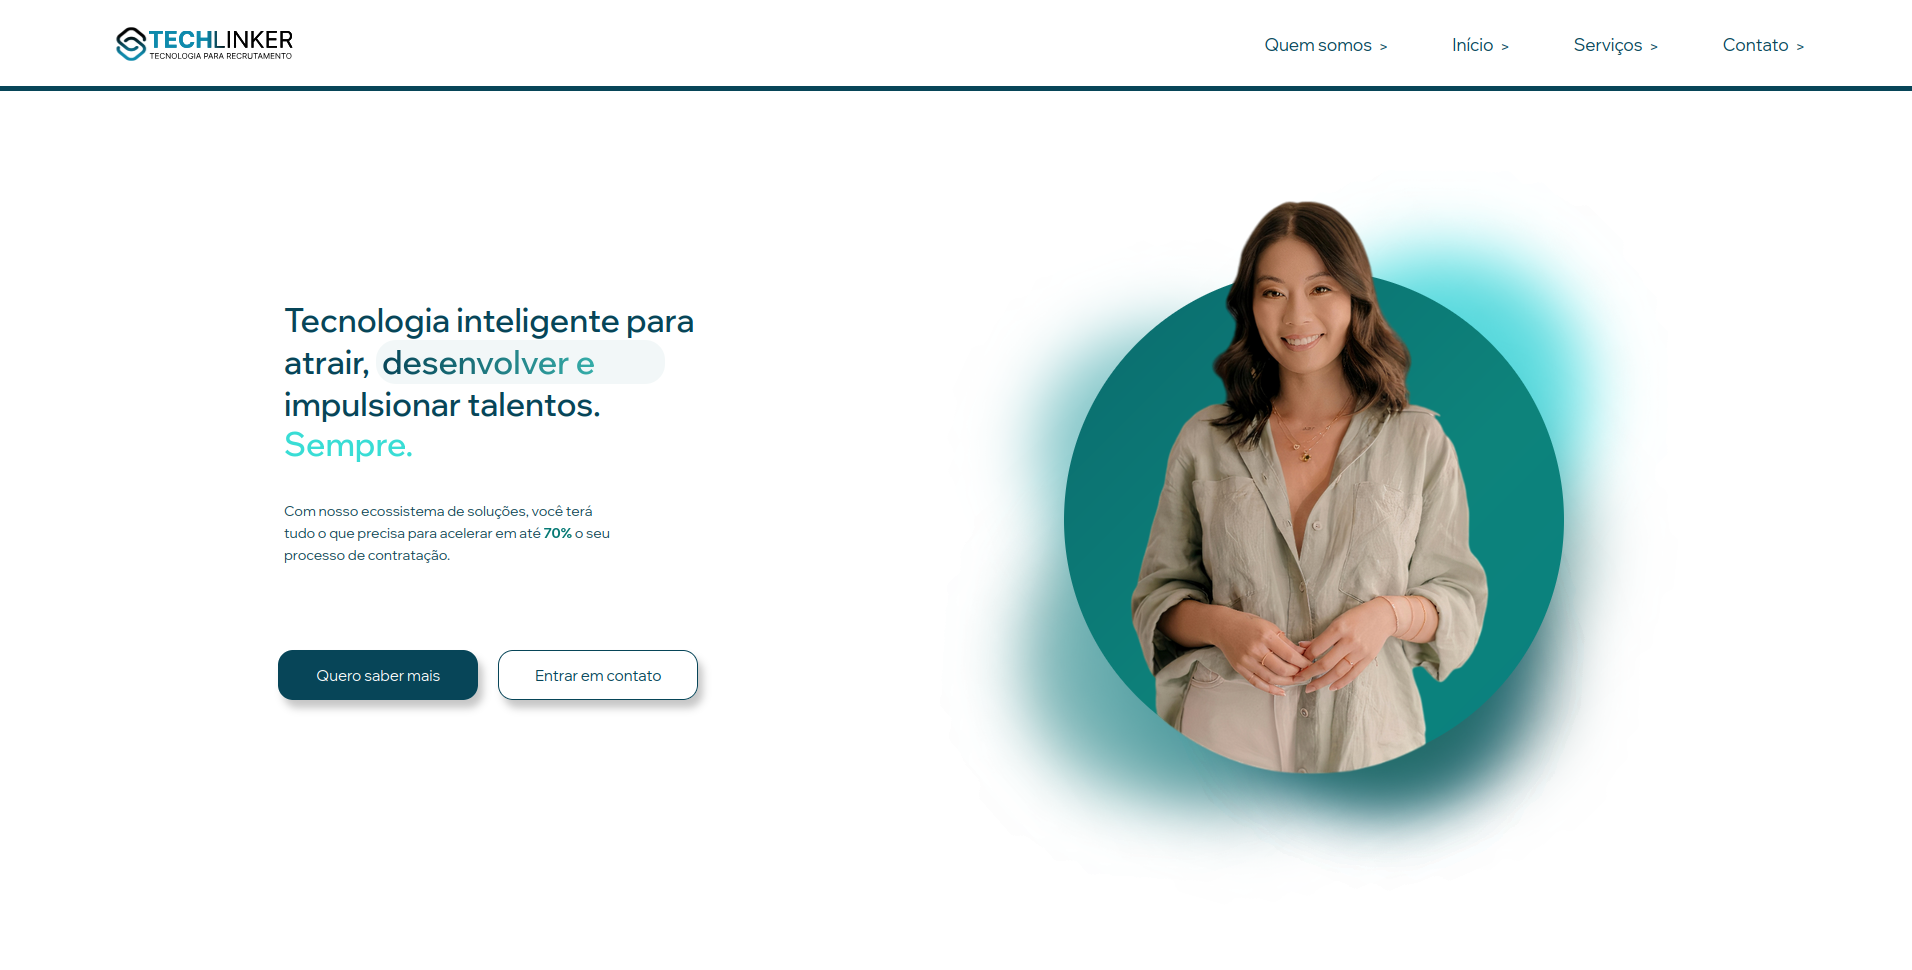 TECHLINKER
TECNOLOGIA PARA RECRUTAMENTO
Quem somos >
Início >
Serviços >
Contato >
Tecnologia inteligente para
atrair, desenvolver e
impulsionar talentos.
Sempre.
Com nosso ecossistema de soluções, você terá
tudo o que precisa para acelerar em até 70% o seu
processo de contratação.
Quero saber mais
Entrar em contato